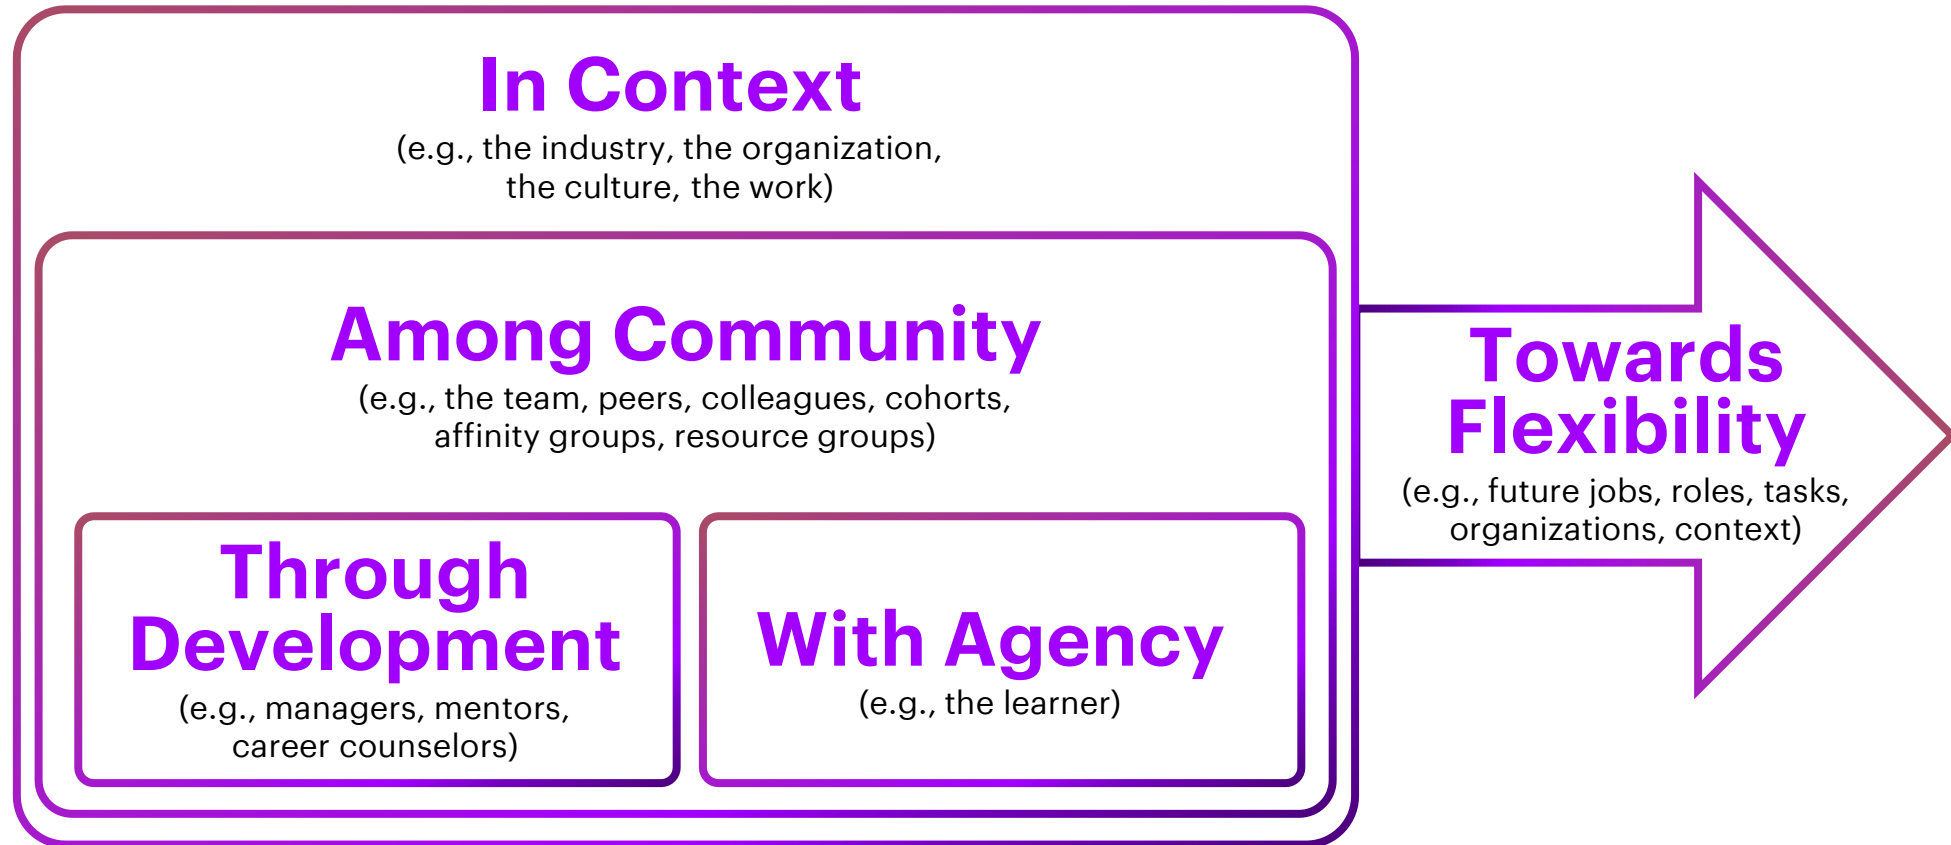 In Context
(e.g., the industry, the organization,
the culture, the work)
Among Community
(e.g., the team, peers, colleagues, cohorts,
affinity groups, resource groups)
Through
Development
(e.g., managers, mentors,
career counselors)
With Agency
(e.g., the learner)
Towards
Flexibility
(e.g., future jobs, roles, tasks,
organizations, context)